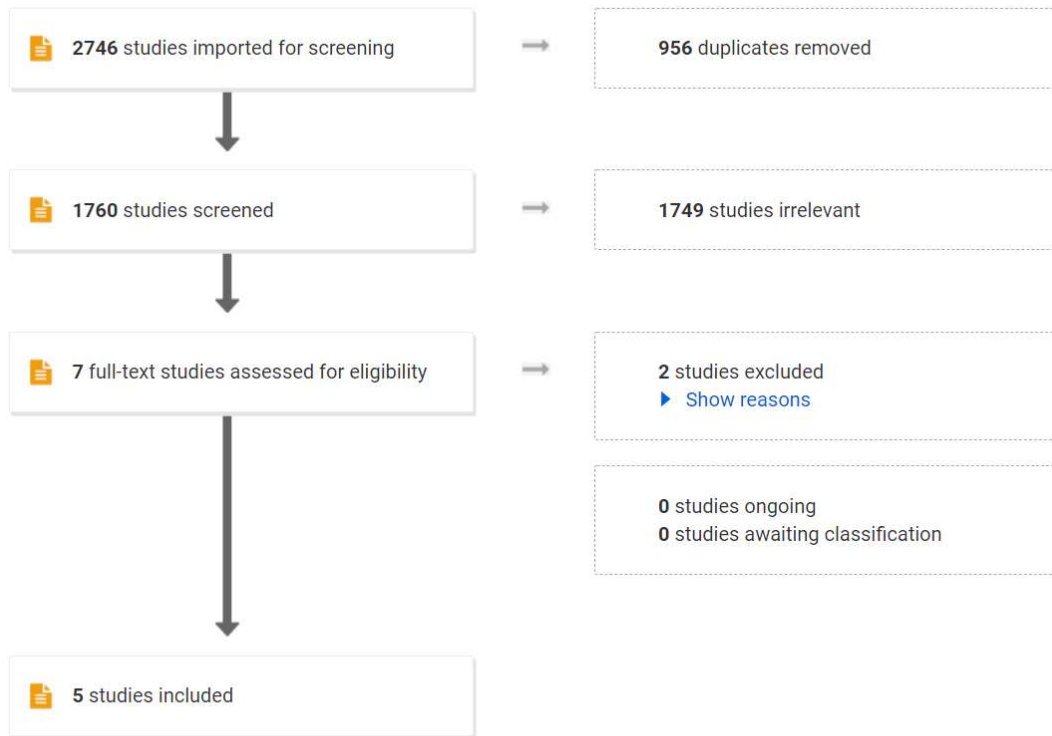 2746 studies imported for screening
956 duplicates removed
1760 studies screened
1749 studies irrelevant
7 full-text studies assessed for eligibility
2 studies excluded
Show reasons
0 studies ongoing
0 studies awaiting classification
5 studies included